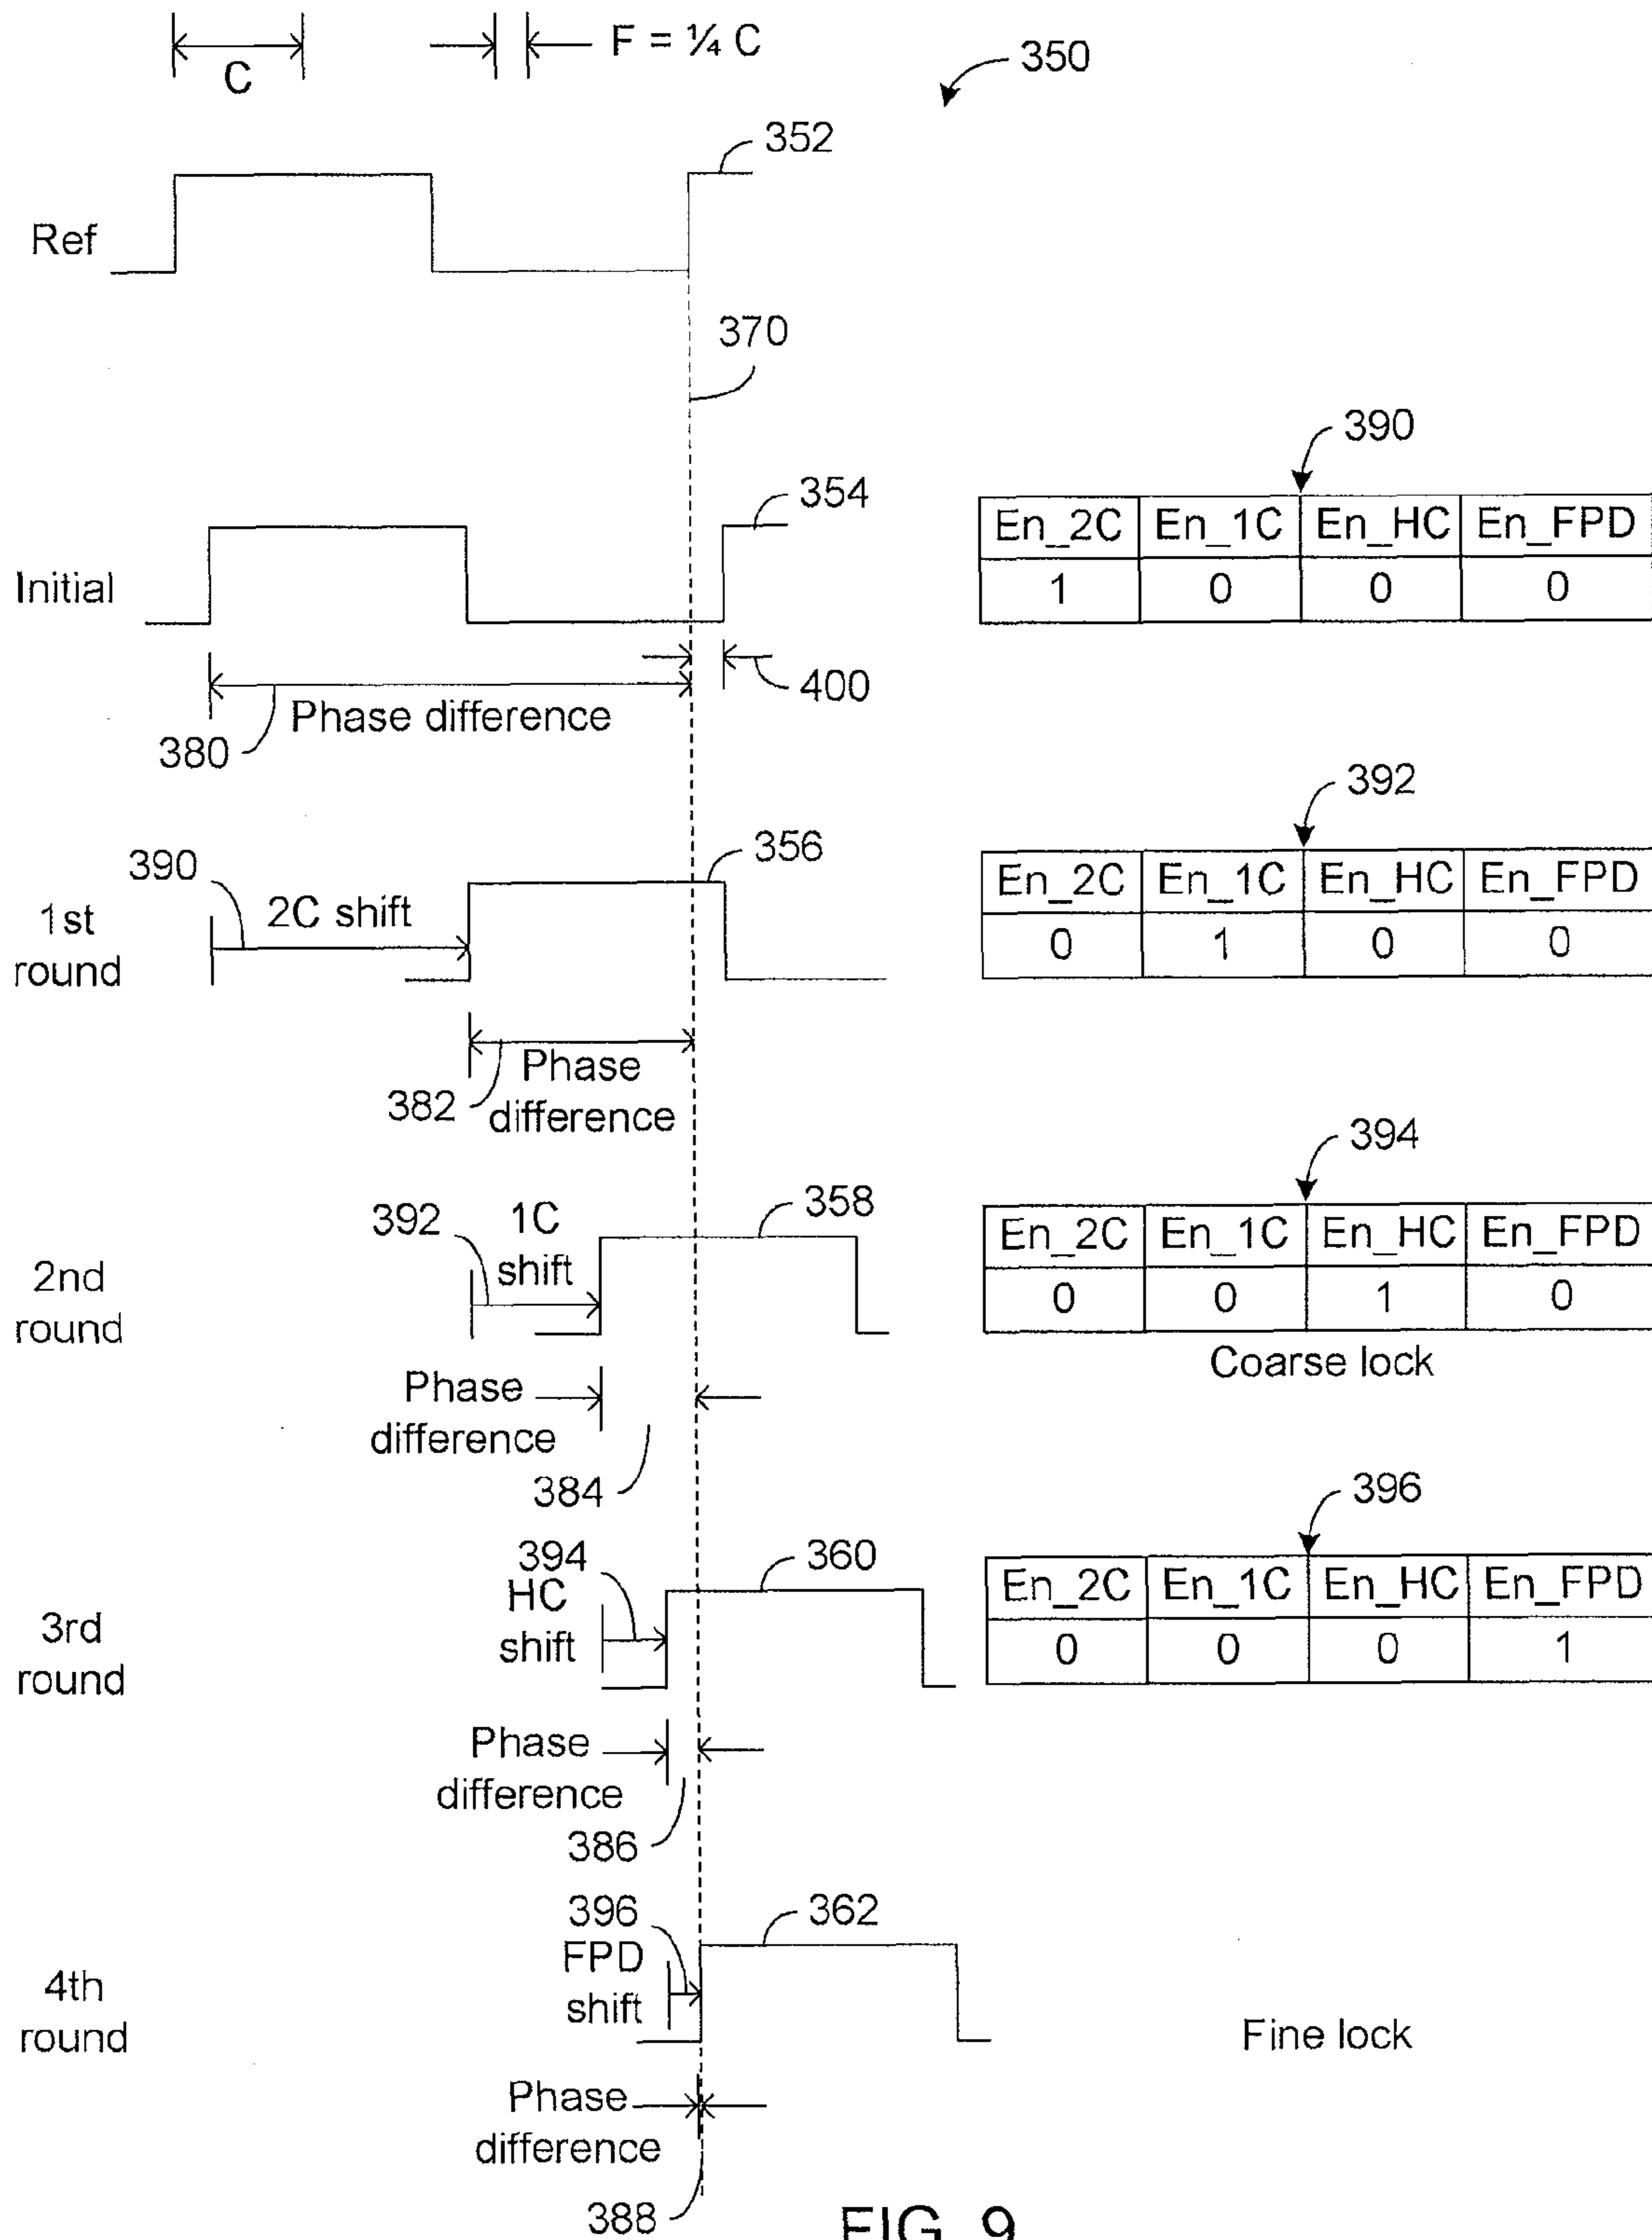 C
F = ¼ C
350
352
Ref
370
390
354
En_2C En_1C En_HC En_FPD
Initial
1 0 0 0
400
Phase difference
380
392
356
390
2C shift
1st
round
En_2C En_1C En_HC En_FPD
0 1 0 0
Phase
difference
382
394
392
1C
shift
358
2nd
round
En_2C En_1C En_HC En_FPD
0 0 1 0
Coarse lock
Phase
difference
384
396
394
HC
shift
360
3rd
round
En_2C En_1C En_HC En_FPD
0 0 0 1
Phase
difference
386
396
FPD
shift
362
4th
round
Fine lock
Phase
difference
388
FIG. 9